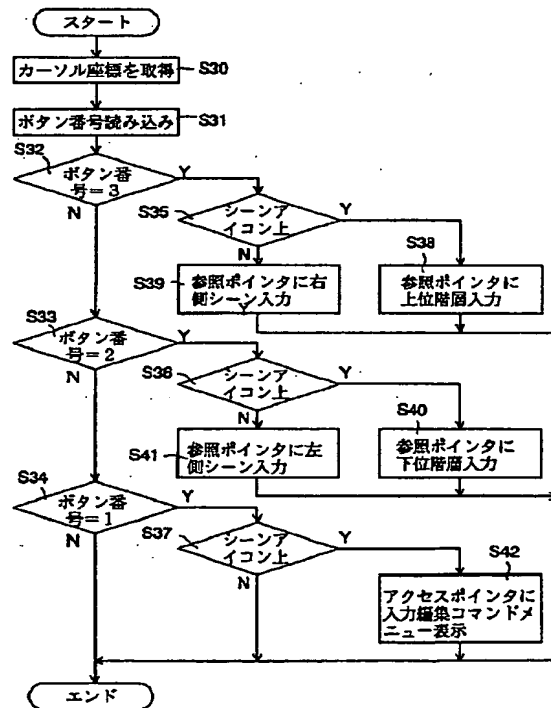 スタート
カーソル座標を取得
S30
ボタン番号読み込み
S31
S32
ボタン番
号=3
Y
N
S35
シーンア
イコン上
Y
N
S39
参照ポインタに右
側シーン入力
S38
参照ポインタに
上位階層入力
S33
ボタン番
号=2
Y
N
S36
シーンア
イコン上
Y
N
S41
参照ポインタに左
側シーン入力
S40
参照ポインタに
下位階層入力
S34
ボタン番
号=1
Y
N
S37
シーンア
イコン上
Y
N
S42
アクセスポインタに
入力編集コマンドメ
ニュー表示
エンド